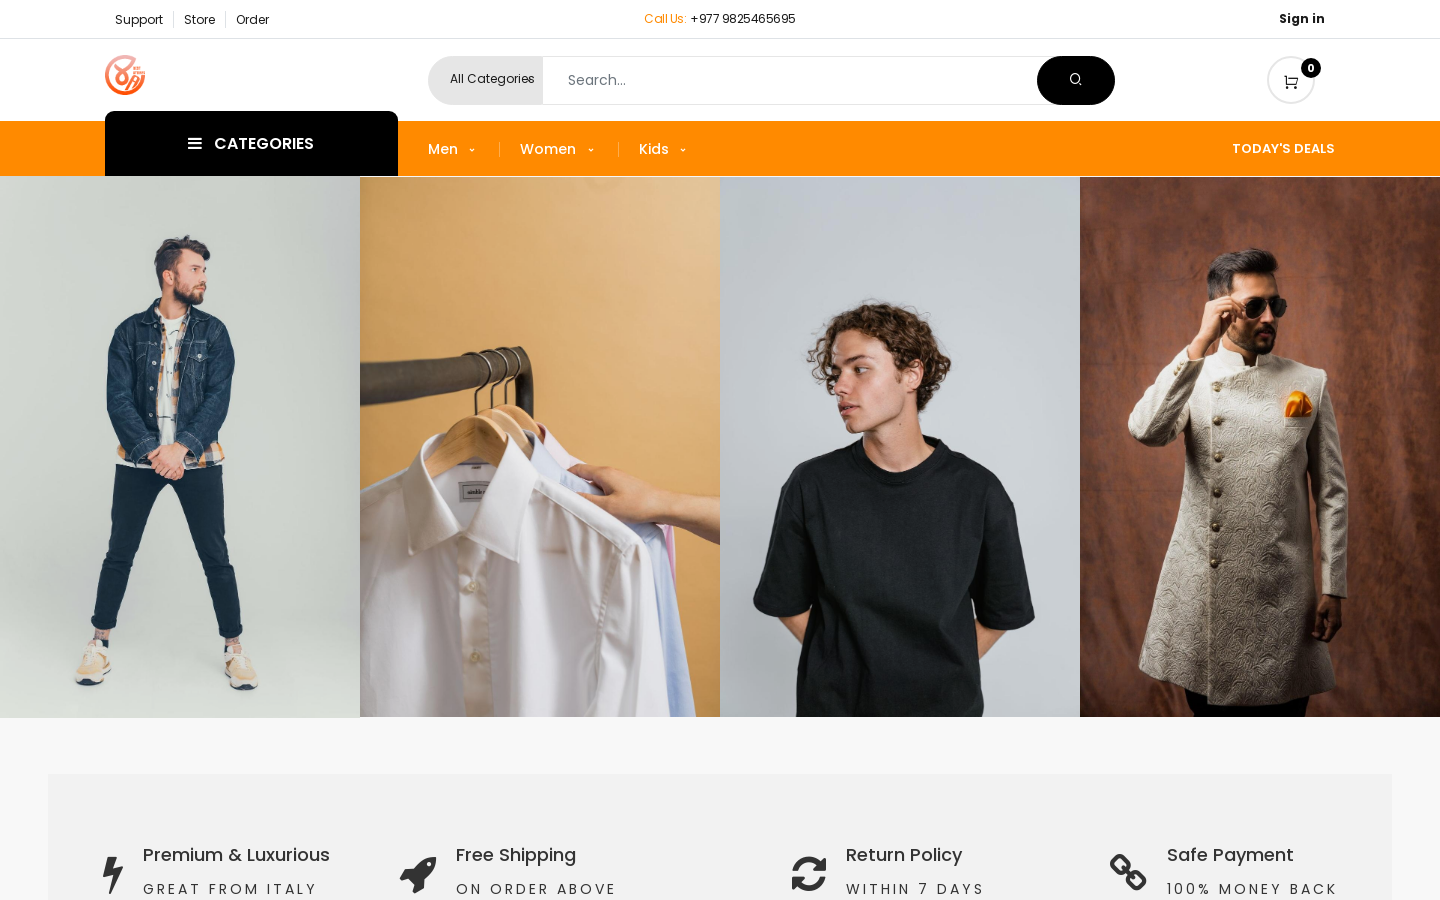 Support
Store
Order
Call Us: +977 9825465695
Sign in
All Categories
Search...
0
CATEGORIES
Men
Women
Kids
TODAY'S DEALS
Premium & Luxurious
GREAT FROM ITALY
Free Shipping
ON ORDER ABOVE
Return Policy
WITHIN 7 DAYS
Safe Payment
100% MONEY BACK